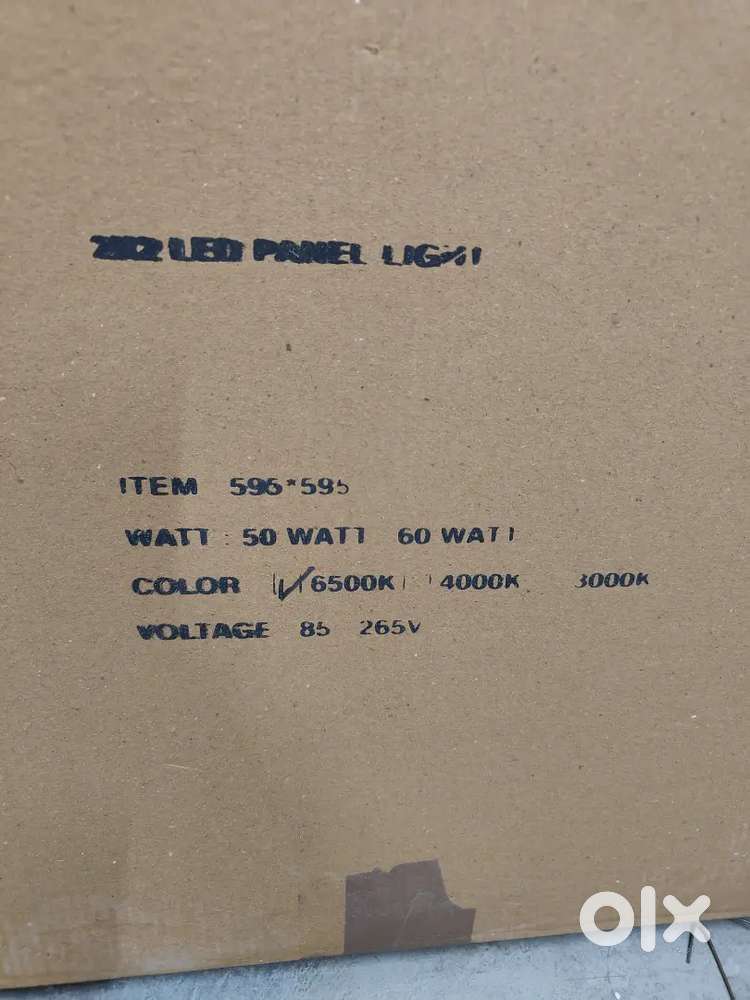 2X2 LED PANEL LIGHT
ITEM 595*595
WATT : 50 WATT 60 WATT
COLOR 6500K 4000K 3000K
VOLTAGE 85 265V
olx